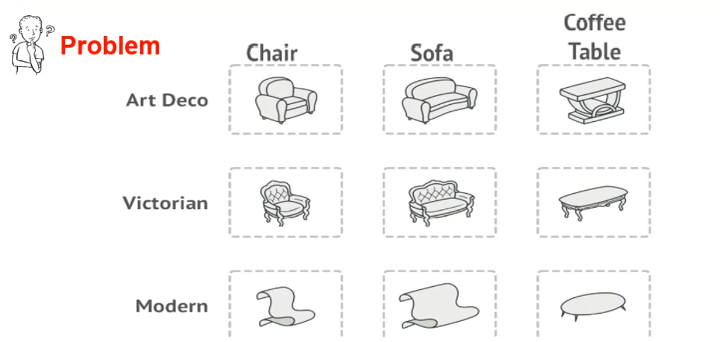 ? ?
Problem
Chair Sofa Coffee
Table
Art Deco
Victorian
Modern